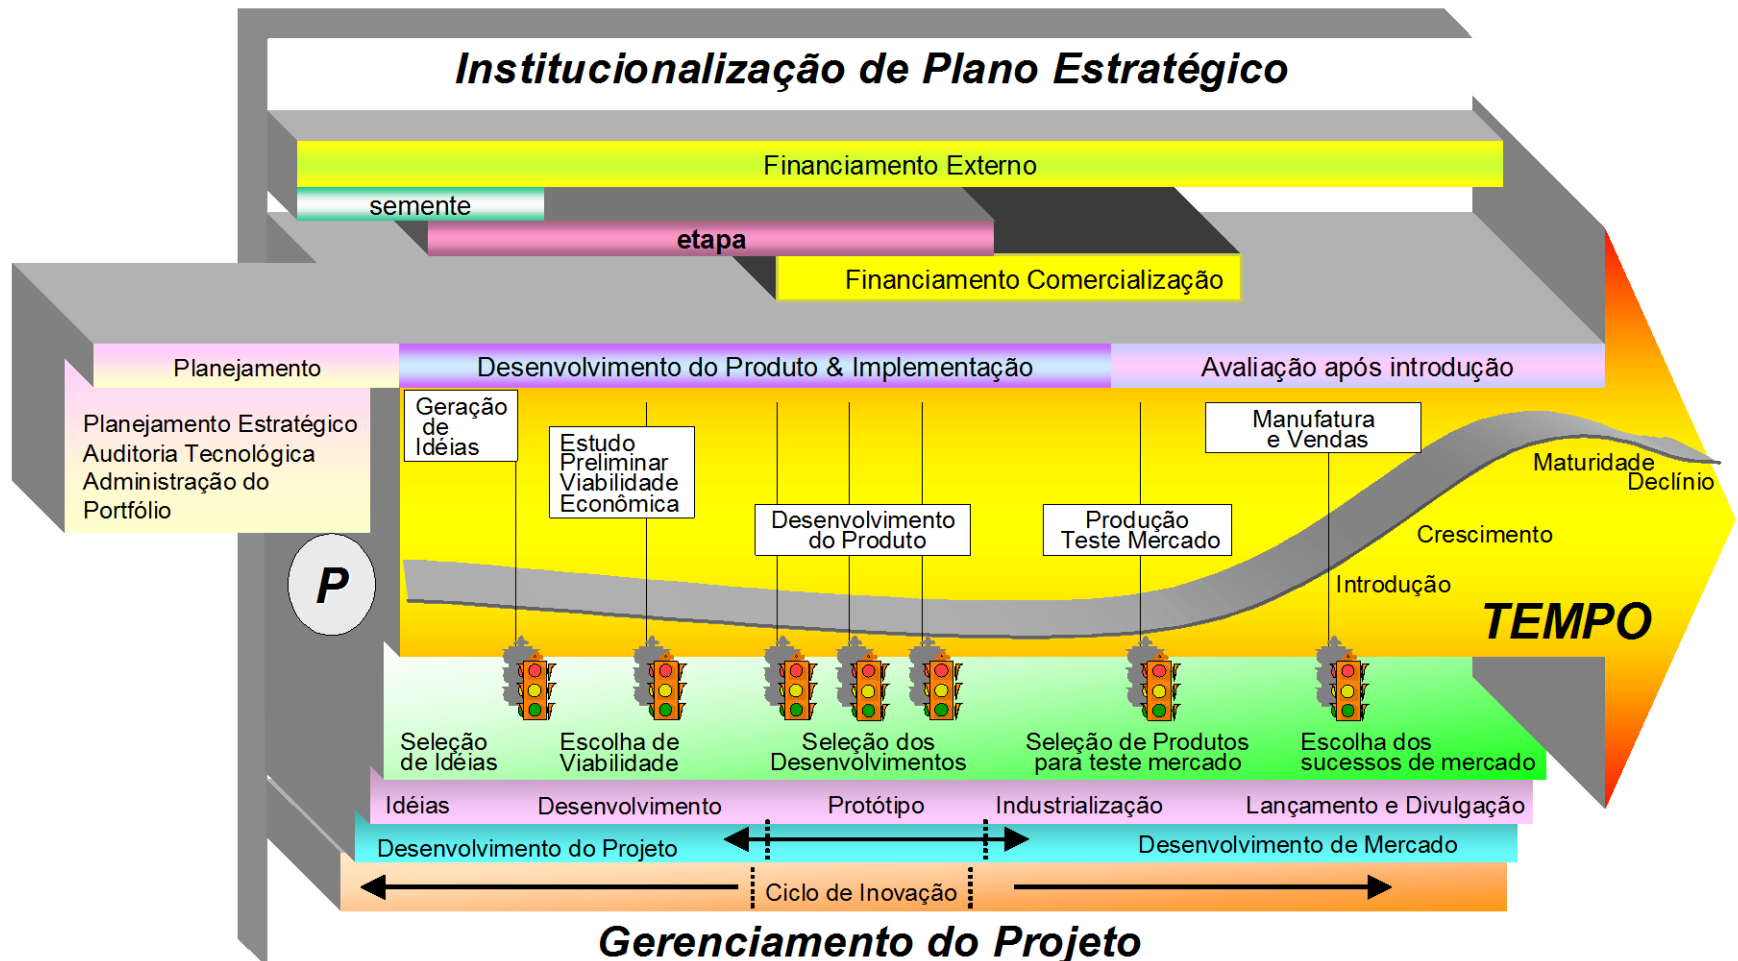 Institucionalização de Plano Estratégico
Financiamento Externo
semente
etapa
Financiamento Comercialização
Planejamento
Desenvolvimento do Produto & Implementação
Avaliação após introdução
Planejamento Estratégico
Auditoria Tecnológica
Administração do
Portfólio
Geração
de
Idéias
Estudo
Preliminar
Viabilidade
Econômica
Desenvolvimento
do Produto
Produção
Teste Mercado
Manufatura
e Vendas
Maturidade
Declínio
Crescimento
Introdução
P
TEMPO
Seleção
de Idéias
Escolha de
Viabilidade
Seleção dos
Desenvolvimentos
Seleção de Produtos
para teste mercado
Escolha dos
sucessos de mercado
Idéias
Desenvolvimento
Protótipo
Industrialização
Lançamento e Divulgação
Desenvolvimento do Projeto
Desenvolvimento de Mercado
Ciclo de Inovação
Gerenciamento do Projeto